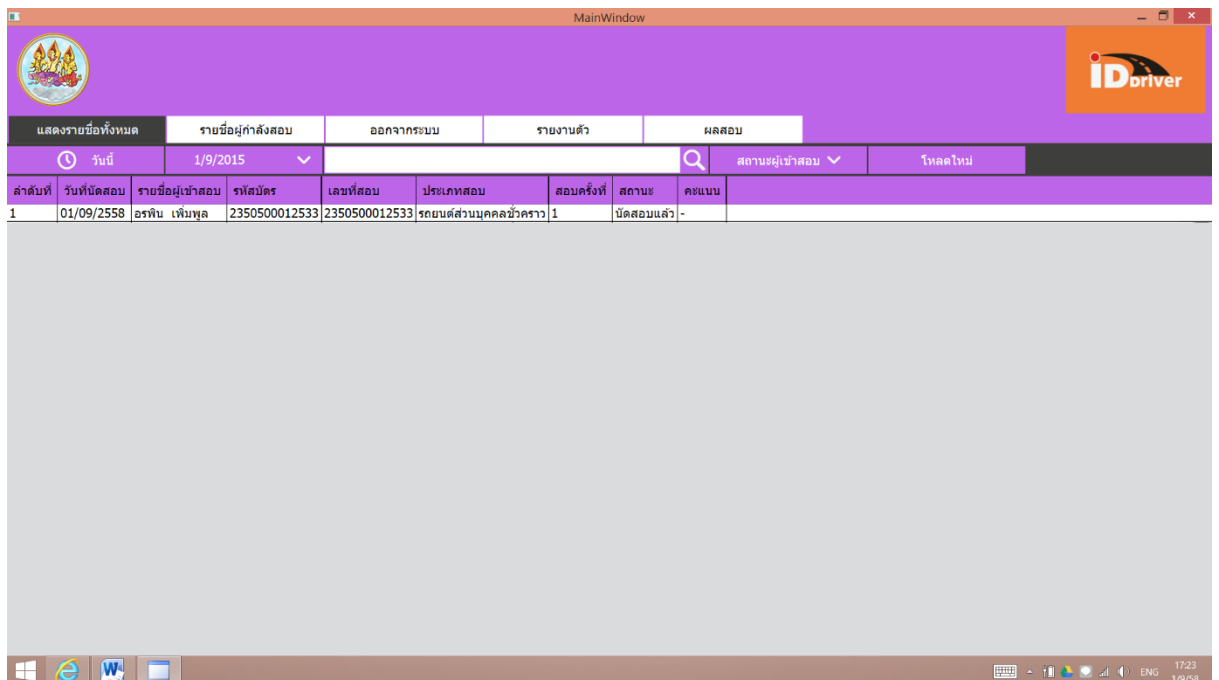 MainWindow
iDDriver
แสดงรายชื่อทั้งหมด รายชื่อผู้กำลังสอบ ออกจากระบบ รายงานตัว ผลสอบ
วันนี้ 1/9/2015 สถานะผู้เข้าสอบ โหลดใหม่
ลำดับที่ วันที่นัดสอบ รายชื่อผู้เข้าสอบ รหัสบัตร เลขที่สอบ ประเภทสอบ สอบครั้งที่ สถานะ คะแนน
1 01/09/2558 อรพิน เพิ่มพูล 2350500012533 2350500012533 รถยนต์ส่วนบุคคลชั่วคราว 1 นัดสอบแล้ว -
ENG 17:23
1/9/58